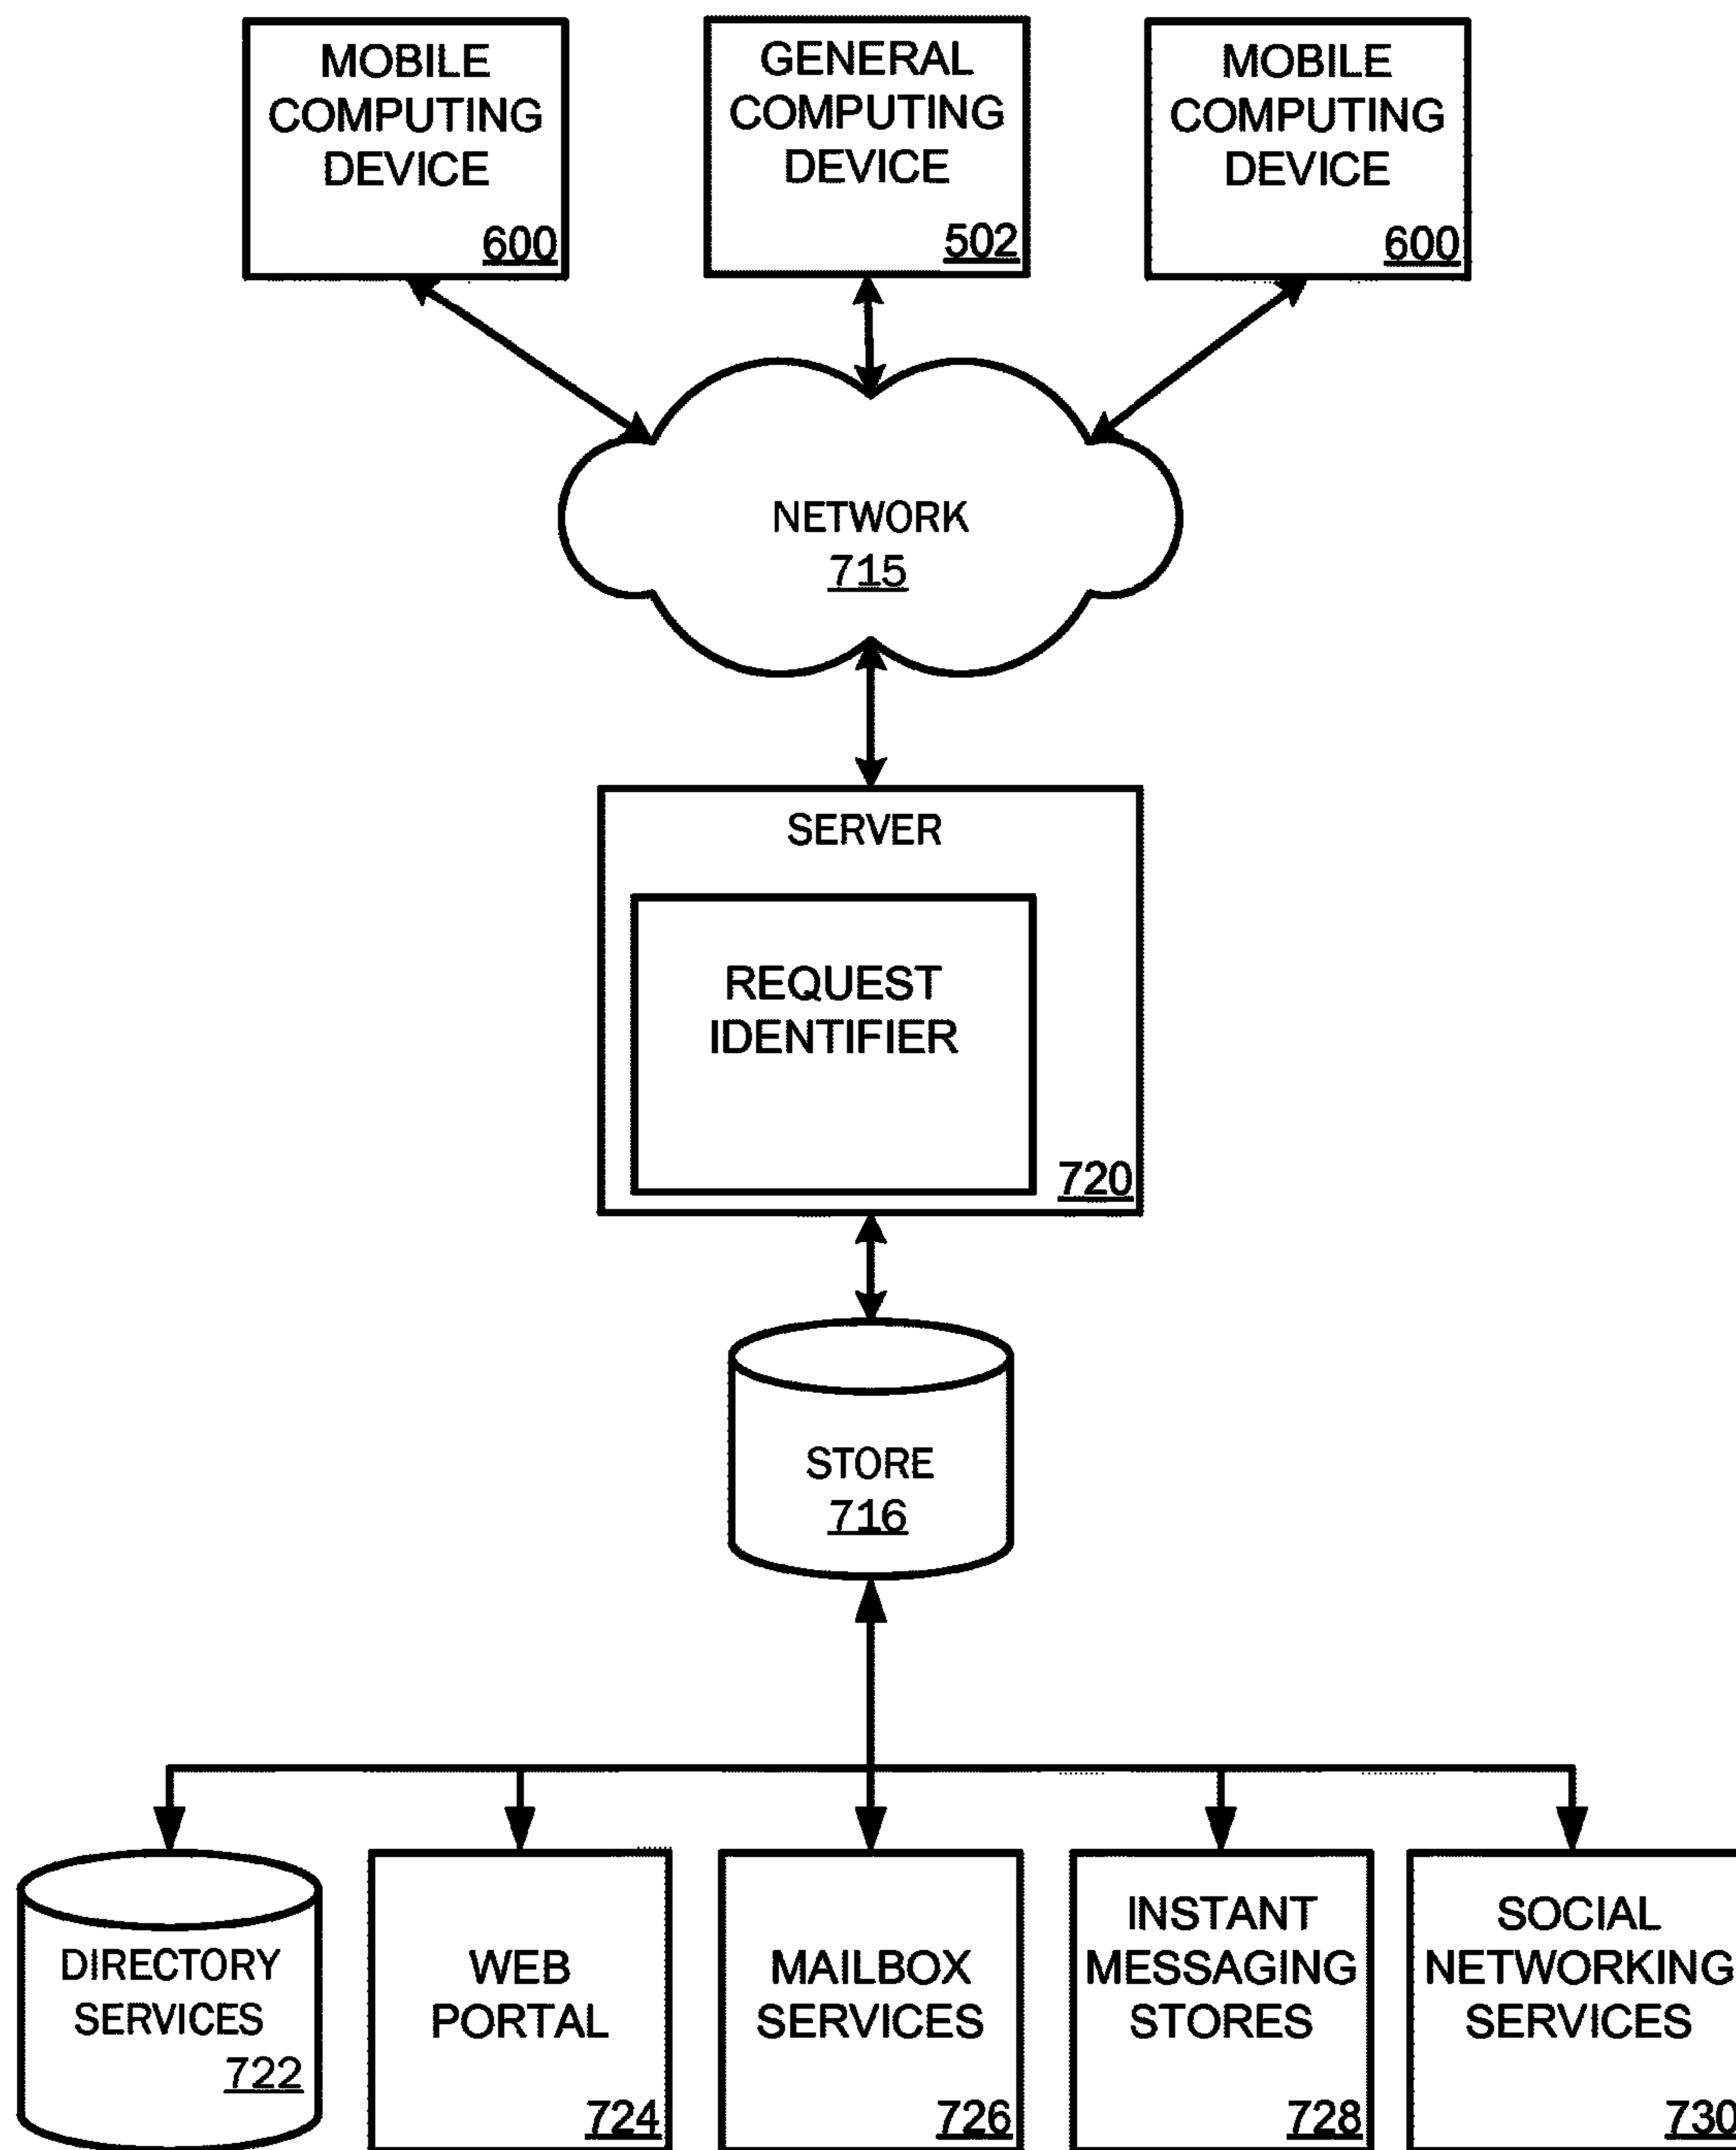 MOBILE
COMPUTING
DEVICE
600
GENERAL
COMPUTING
DEVICE
502
MOBILE
COMPUTING
DEVICE
600
NETWORK
715
SERVER
REQUEST
IDENTIFIER
720
STORE
716
DIRECTORY
SERVICES
722
WEB
PORTAL
724
MAILBOX
SERVICES
726
INSTANT
MESSAGING
STORES
728
SOCIAL
NETWORKING
SERVICES
730